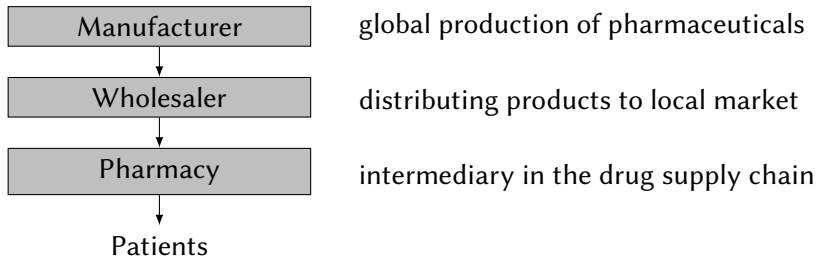 Manufacturer global production of pharmaceuticals
Wholesaler distributing products to local market
Pharmacy intermediary in the drug supply chain
Patients